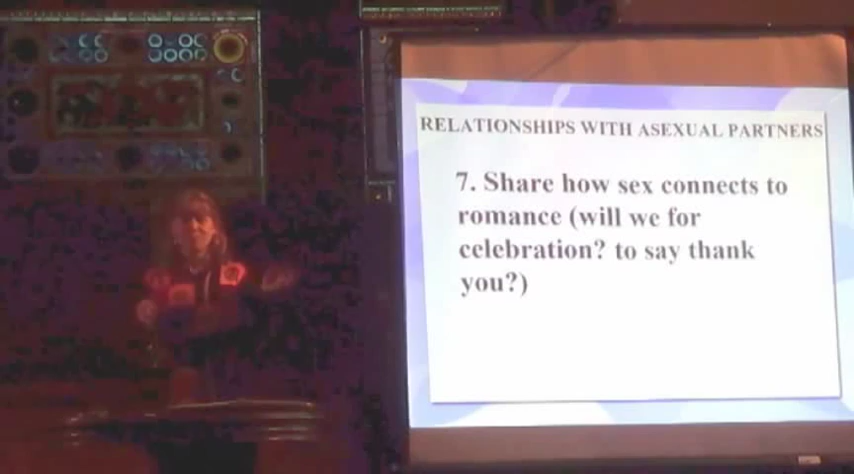 RELATIONSHIPS WITH ASEXUAL PARTNERS
7. Share how sex connects to
romance (will we for
celebration? to say thank
you?)